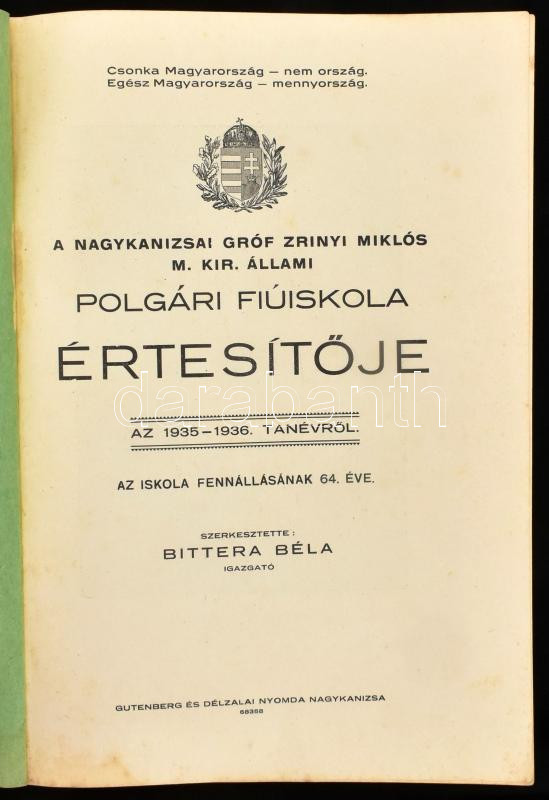 Csonka Magyarország — nem ország.
Egész Magyarország — mennyország.
A NAGYKANIZSAI GRÓF ZRINYI MIKLÓS
M. KIR. ÁLLAMI
POLGÁRI FIÚISKOLA
ÉRTESÍTŐJE
darabanth
AZ 1935–1936. TANÉVRŐL.
AZ ISKOLA FENNÁLLÁSÁNAK 64. ÉVE.
SZERKESZTETTE:
BITTERA BÉLA
IGAZGATÓ
GUTENBERG ÉS DÉLZALAI NYOMDA NAGYKANIZSA
68358